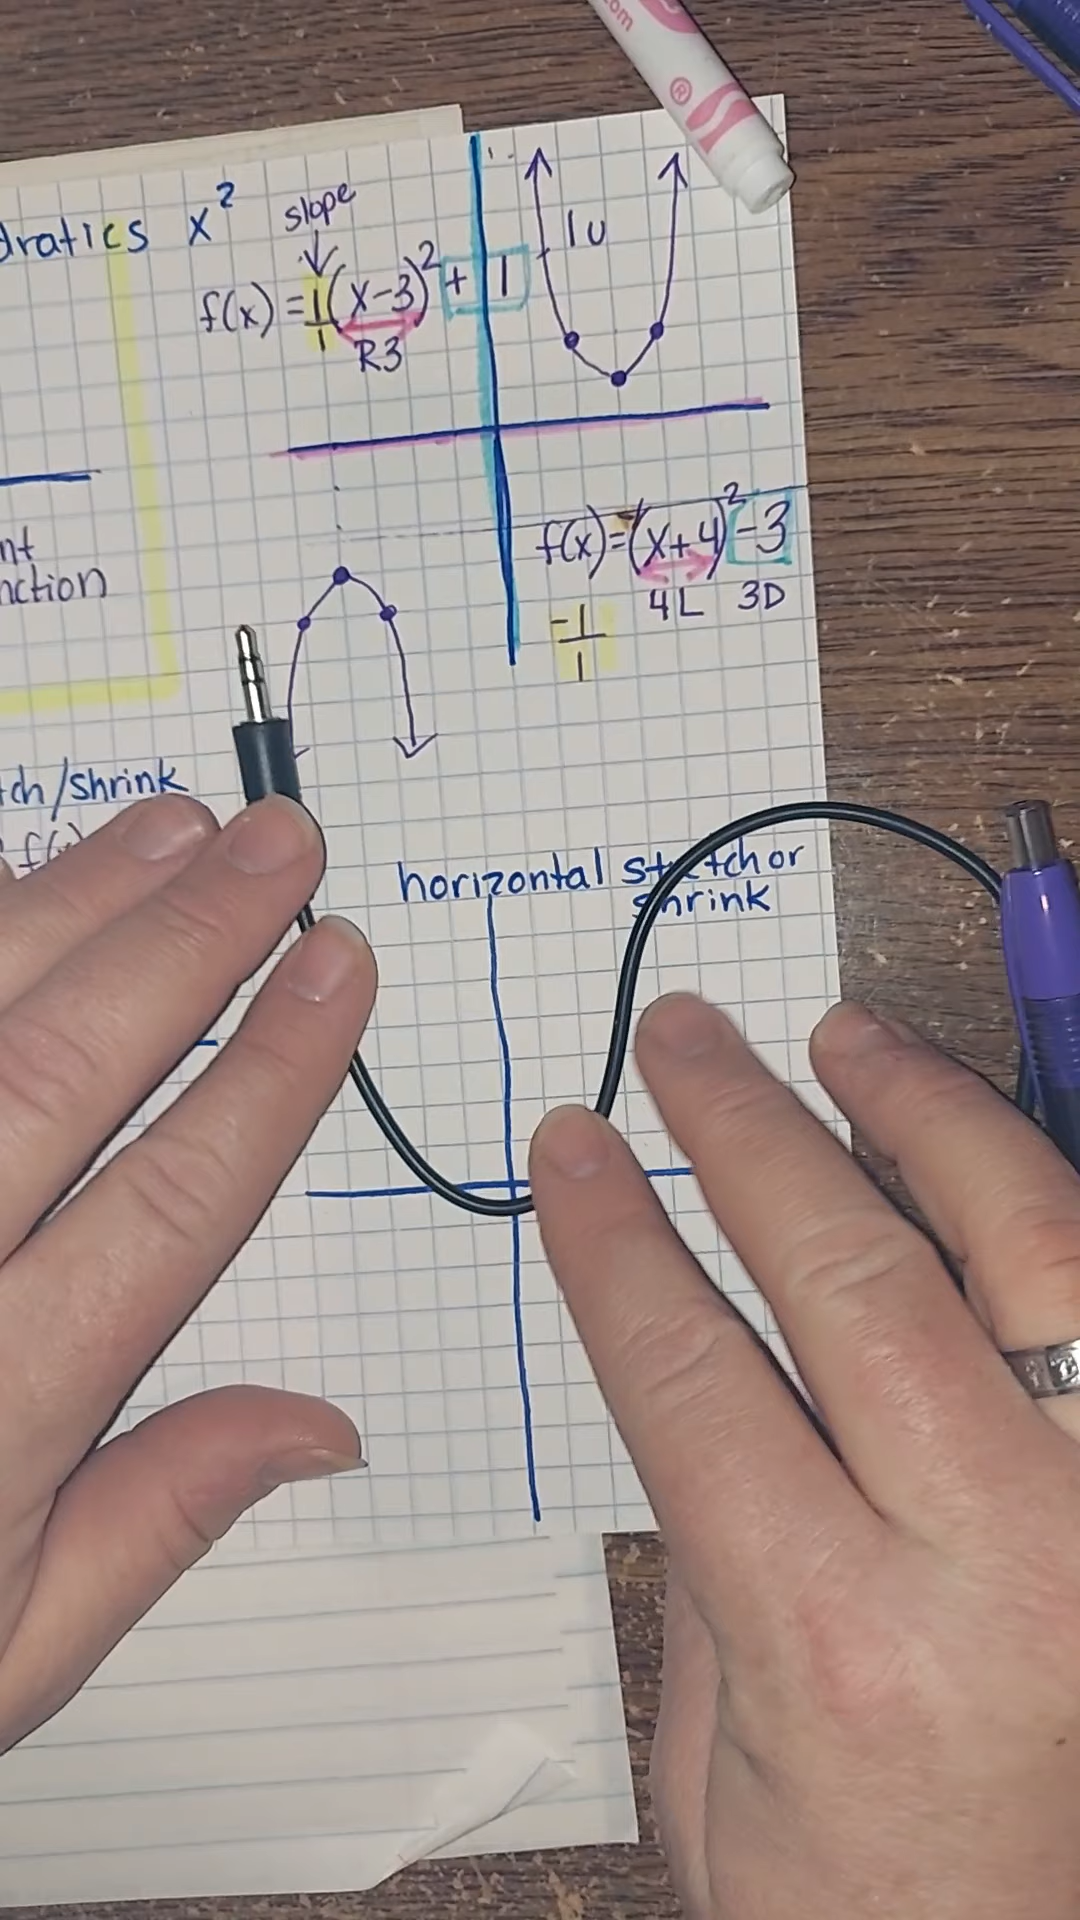 dratics x²
slope
f(x) = 1/1 (x-3)² + 1
R3
1U
f(x)=-(x+4)²-3
4L 3D
-1/1
nt
nction
tch/shrink
horizontal stretch or
shrink
com
®